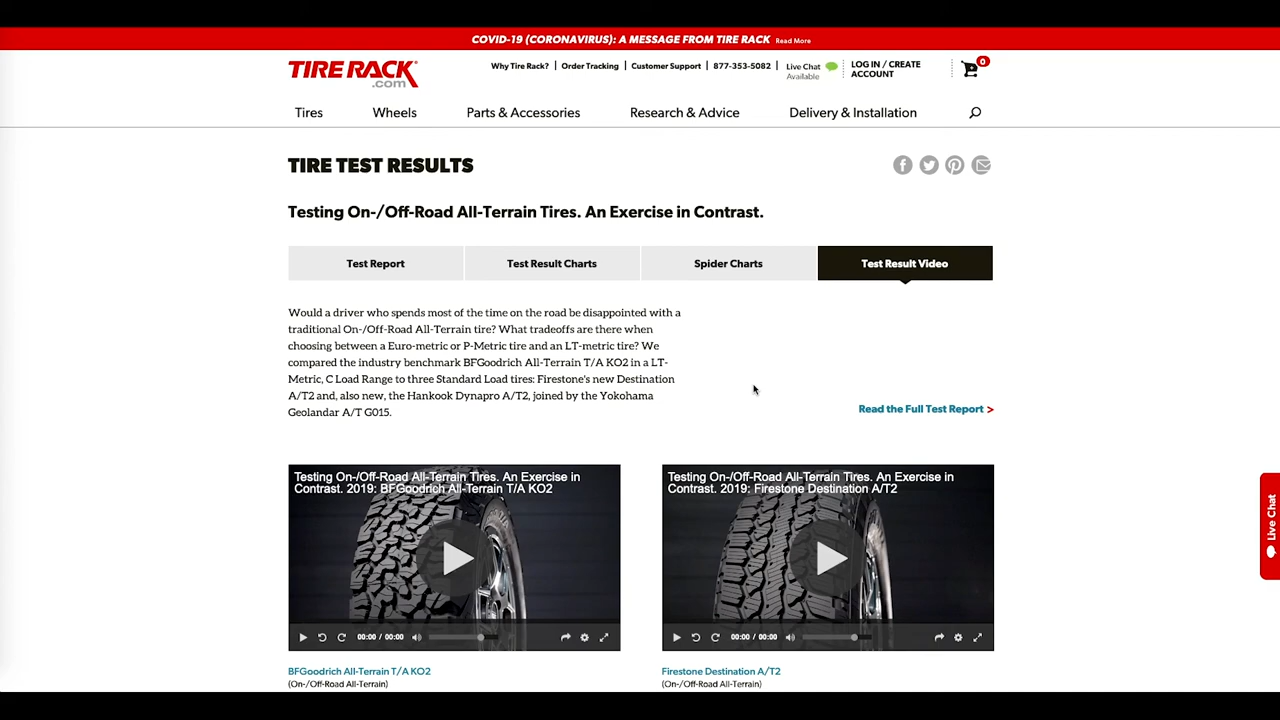 COVID-19 (CORONAVIRUS): A MESSAGE FROM TIRE RACK Read More
TIRE RACK
.com
Why Tire Rack? | Order Tracking | Customer Support | 877-353-5082
Live Chat
Available
LOG IN / CREATE
ACCOUNT
0
Tires Wheels Parts & Accessories Research & Advice Delivery & Installation
TIRE TEST RESULTS
Testing On-/Off-Road All-Terrain Tires. An Exercise in Contrast.
Test Report Test Result Charts Spider Charts Test Result Video
Would a driver who spends most of the time on the road be disappointed with a
traditional On-/Off-Road All-Terrain tire? What tradeoffs are there when
choosing between a Euro-metric or P-Metric tire and an LT-metric tire? We
compared the industry benchmark BFGoodrich All-Terrain T/A KO2 in a LT-
Metric, C Load Range to three Standard Load tires: Firestone's new Destination
A/T2 and, also new, the Hankook Dynapro A/T2, joined by the Yokohama
Geolandar A/T G015.
Read the Full Test Report >
Testing On-/Off-Road All-Terrain Tires. An Exercise in
Contrast. 2019: BFGoodrich All-Terrain T/A KO2
00:00 / 00:00
BFGoodrich All-Terrain T/A KO2
(On-/Off-Road All-Terrain)
Testing On-/Off-Road All-Terrain Tires. An Exercise in
Contrast. 2019: Firestone Destination A/T2
00:00 / 00:00
Firestone Destination A/T2
(On-/Off-Road All-Terrain)
Live Chat